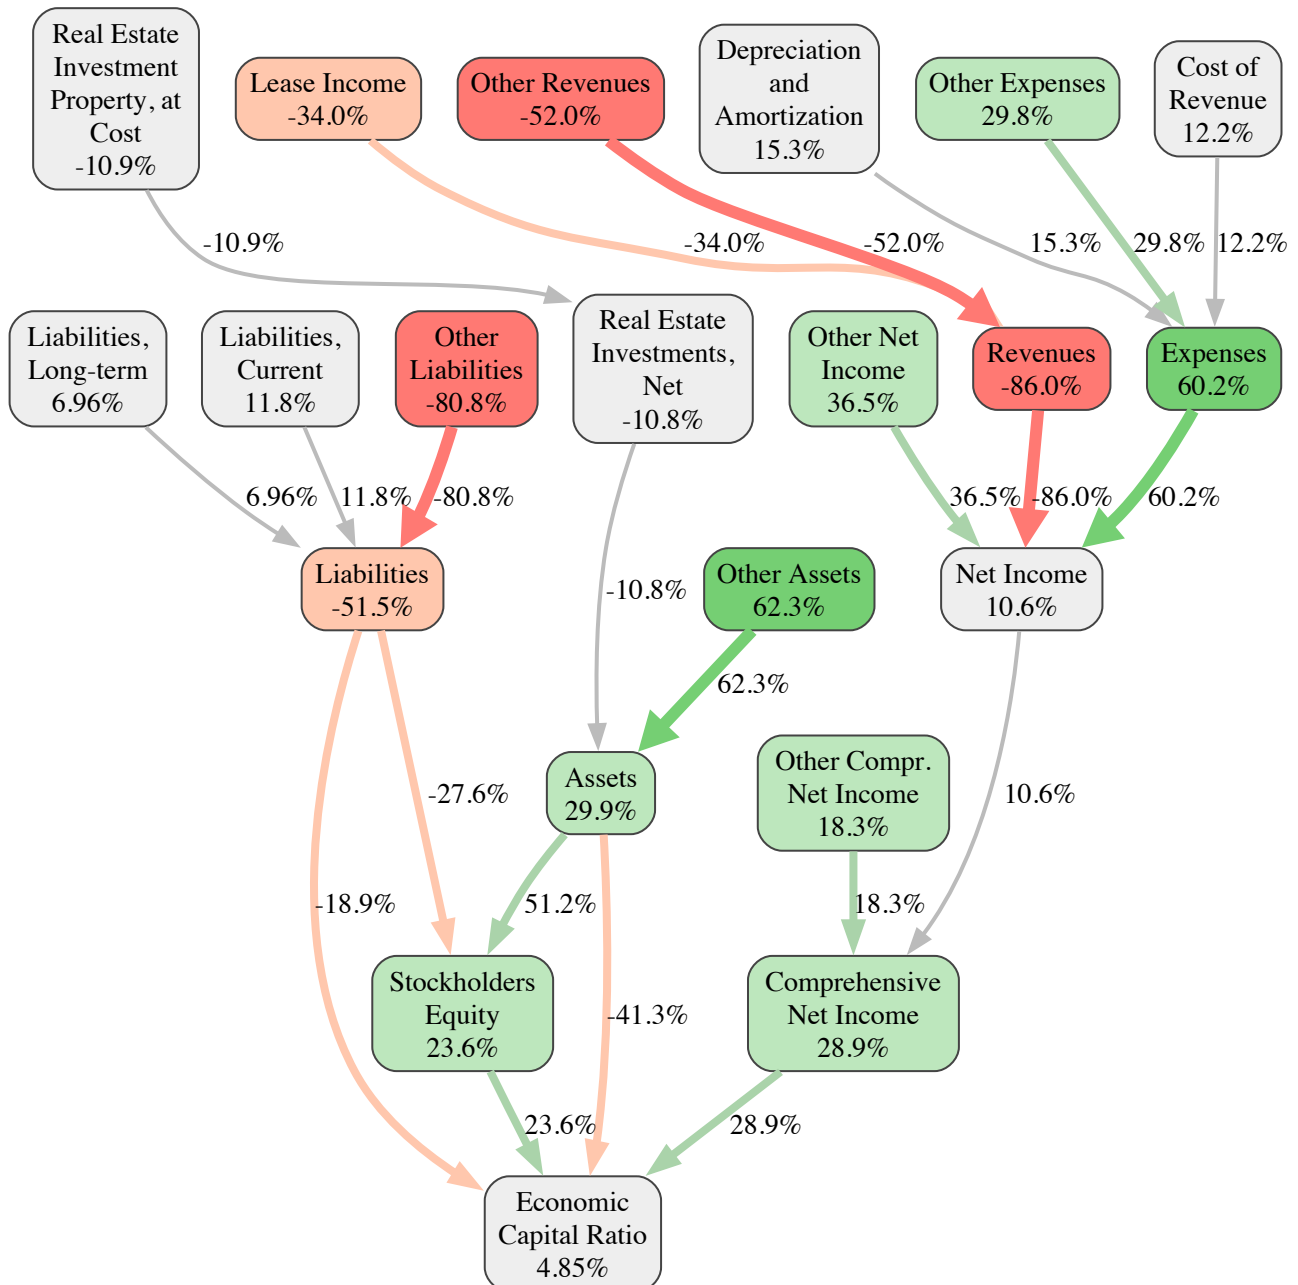 Real Estate
Investment
Property, at
Cost
-10.9%
Lease Income
-34.0%
Other Revenues
-52.0%
Depreciation
and
Amortization
15.3%
Other Expenses
29.8%
Cost of
Revenue
12.2%
-10.9%
-34.0%
-52.0%
15.3%
29.8%
12.2%
Liabilities,
Long-term
6.96%
Liabilities,
Current
11.8%
Other
Liabilities
-80.8%
Real Estate
Investments,
Net
-10.8%
Other Net
Income
36.5%
Revenues
-86.0%
Expenses
60.2%
6.96%
11.8%
-80.8%
36.5%
-86.0%
60.2%
Liabilities
-51.5%
-10.8%
Other Assets
62.3%
Net Income
10.6%
62.3%
Assets
29.9%
Other Compr.
Net Income
18.3%
-27.6%
10.6%
-18.9%
51.2%
18.3%
Stockholders
Equity
23.6%
-41.3%
Comprehensive
Net Income
28.9%
23.6%
28.9%
Economic
Capital Ratio
4.85%